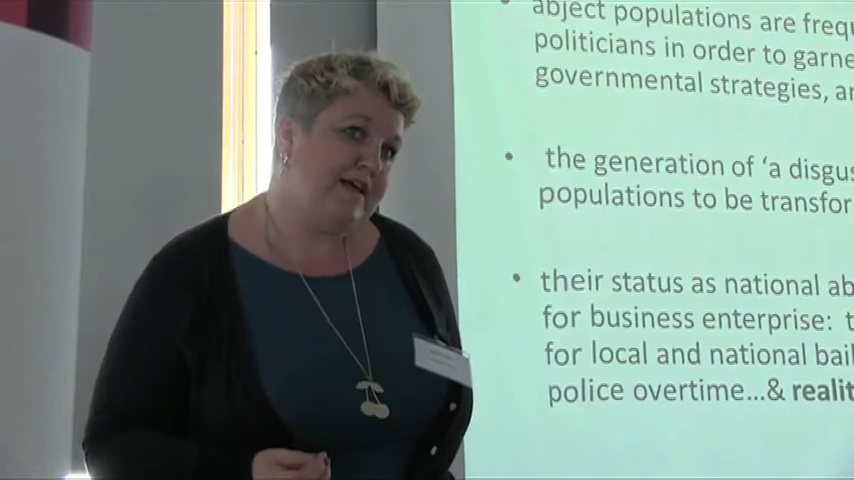 abject populations are frequ
politicians in order to garne
governmental strategies, a
• the generation of ‘a disgus
populations to be transfor
• their status as national ab
for business enterprise: t
for local and national bail
police overtime...& realit